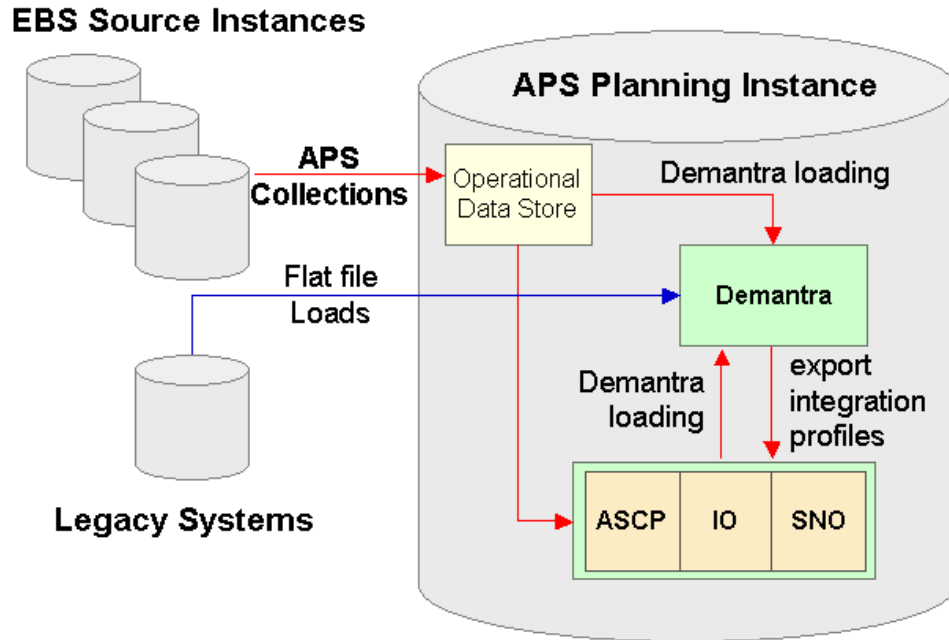 EBS Source Instances
APS Planning Instance
APS
Collections
Operational
Data Store
Demantra loading
Flat file
Loads
Demantra
Demantra
loading
export
integration
profiles
Legacy Systems
ASCP
IO
SNO